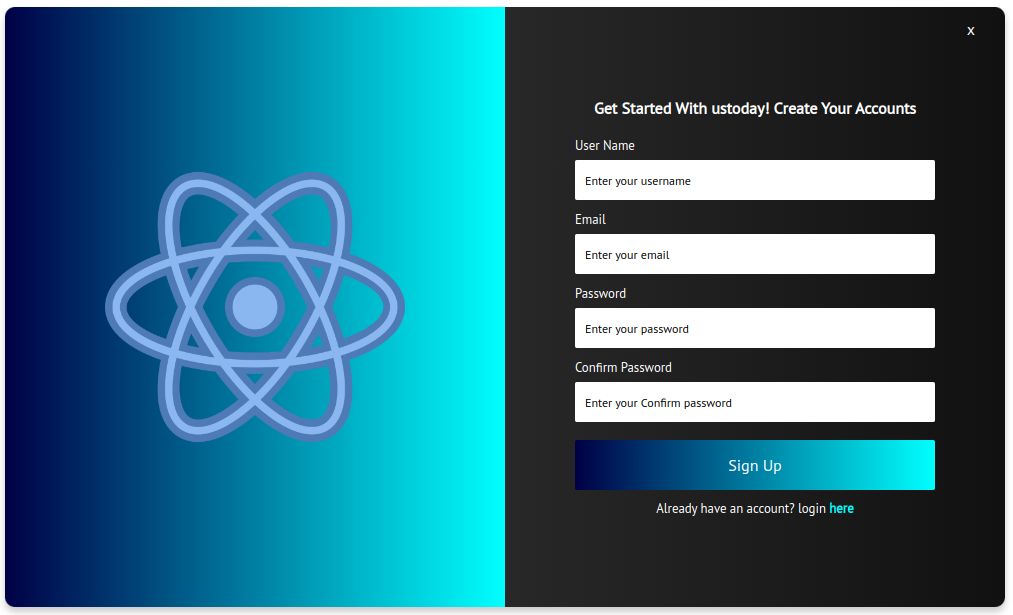 x
Get Started With ustoday! Create Your Accounts
User Name
Enter your username
Email
Enter your email
Password
Enter your password
Confirm Password
Enter your Confirm password
Sign Up
Already have an account? login here